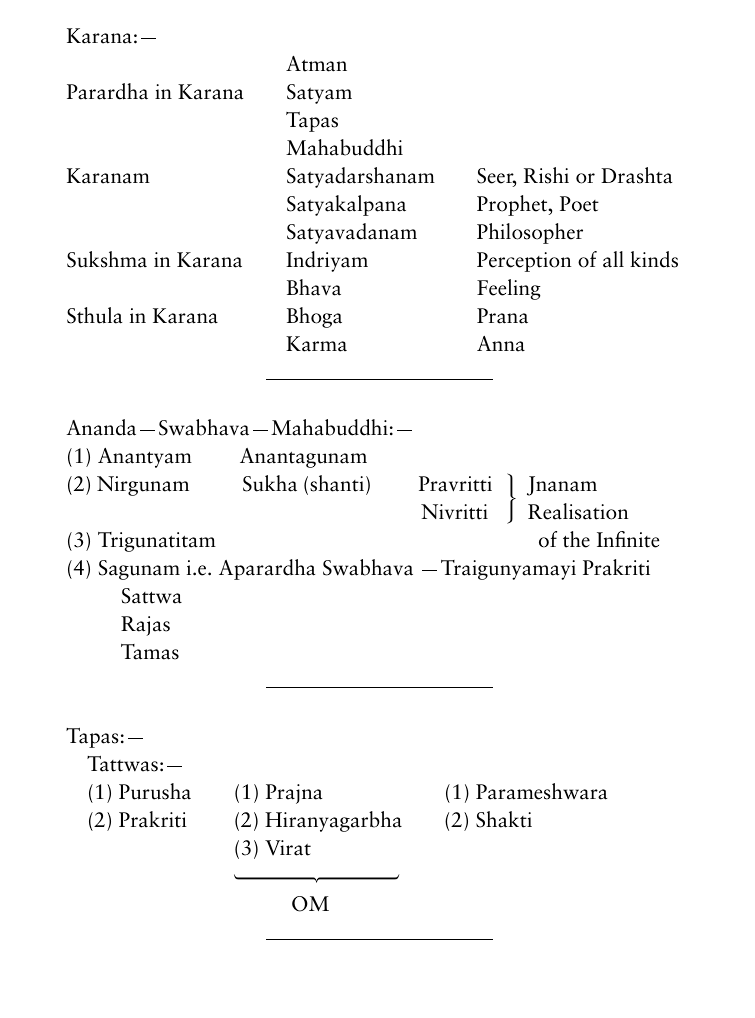 Karana:—
Atman
Parardha in Karana Satyam
Tapas
Mahabuddhi
Karanam Satyadarshanam Seer, Rishi or Drashta
Satyakalpana Prophet, Poet
Satyavadanam Philosopher
Sukshma in Karana Indriyam Perception of all kinds
Bhava Feeling
Sthula in Karana Bhoga Prana
Karma Anna
Ananda—Swabhava—Mahabuddhi:—
(1) Anantyam Anantagunam
(2) Nirgunam Sukha (shanti) Pravritti } Jnanam
Nivritti Realisation
(3) Trigunatitam of the Infinite
(4) Sagunam i.e. Aparardha Swabhava —Traigunyamayi Prakriti
Sattwa
Rajas
Tamas
Tapas:—
Tattwas:—
(1) Purusha (1) Prajna (1) Parameshwara
(2) Prakriti (2) Hiranyagarbha (2) Shakti
(3) Virat
OM